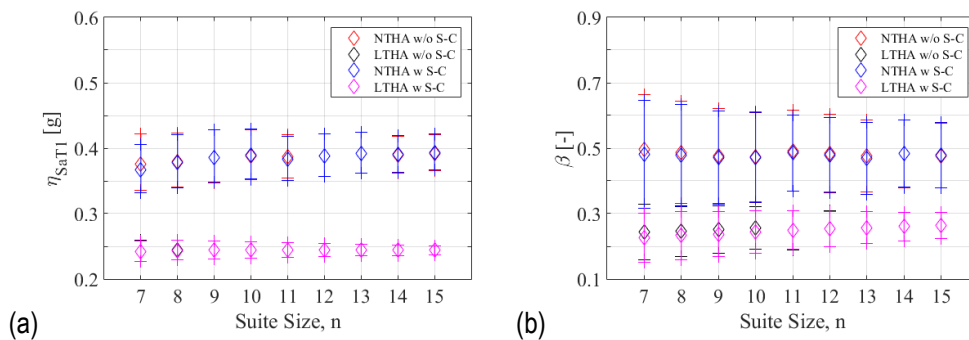 0.6
0.5
0.4
0.3
0.2
η_SaT1 [g]
NTHA w/o S-C
LTHA w/o S-C
NTHA w S-C
LTHA w S-C
7 8 9 10 11 12 13 14 15
Suite Size, n
(a)
0.9
0.7
0.5
0.3
0.1
β [-]
NTHA w/o S-C
LTHA w/o S-C
NTHA w S-C
LTHA w S-C
7 8 9 10 11 12 13 14 15
Suite Size, n
(b)